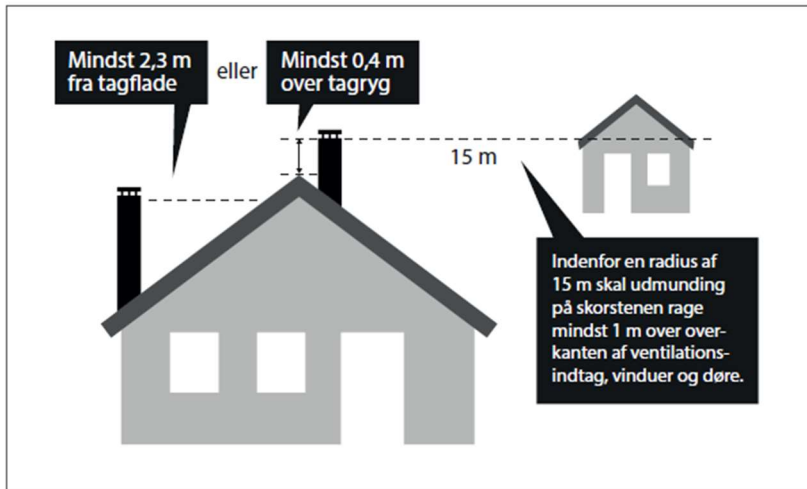 Mindst 2,3 m
fra tagflade
eller
Mindst 0,4 m
over tagryg
15 m
Indenfor en radius af
15 m skal udmunding
på skorstenen rage
mindst 1 m over over-
kanten af ventilations-
indtag, vinduer og døre.